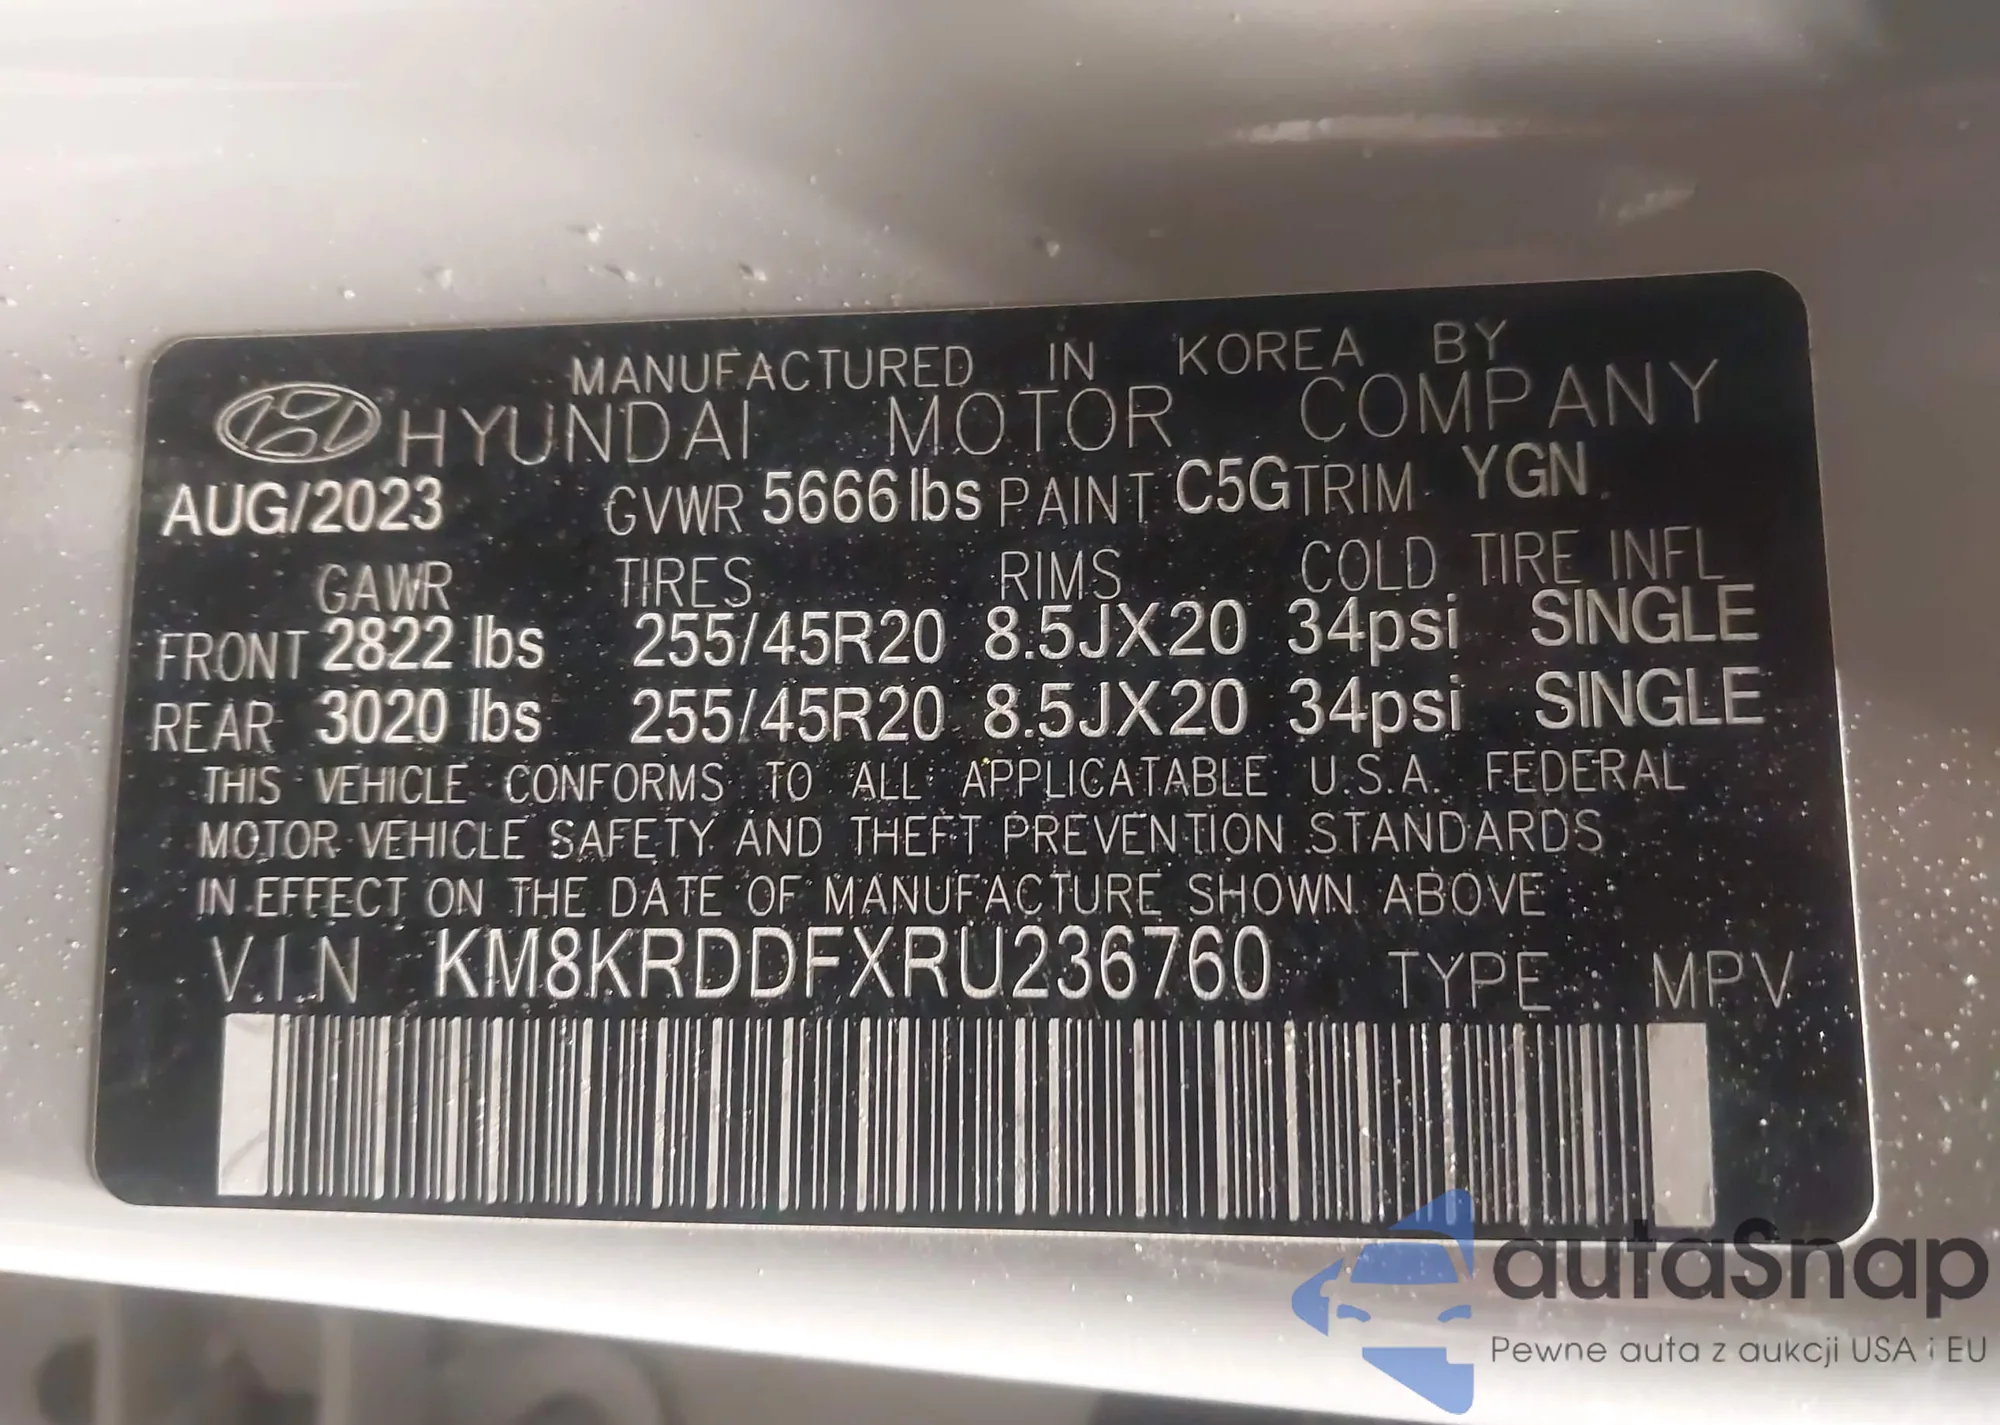 MANUFACTURED IN KOREA BY
HYUNDAI MOTOR COMPANY
AUG/2023 GVWR 5666 lbs PAINT C5G TRIM YGN
GAWR TIRES RIMS COLD TIRE INFL
FRONT 2822 lbs 255/45R20 8.5JX20 34psi SINGLE
REAR 3020 lbs 255/45R20 8.5JX20 34psi SINGLE
THIS VEHICLE CONFORMS TO ALL APPLICATABLE U.S.A. FEDERAL
MOTOR VEHICLE SAFETY AND THEFT PREVENTION STANDARDS
IN EFFECT ON THE DATE OF MANUFACTURE SHOWN ABOVE
V.I.N KM8KRDDFXRU236760 TYPE MPV
autaSnap
Pewne auta z aukcji USA i EU